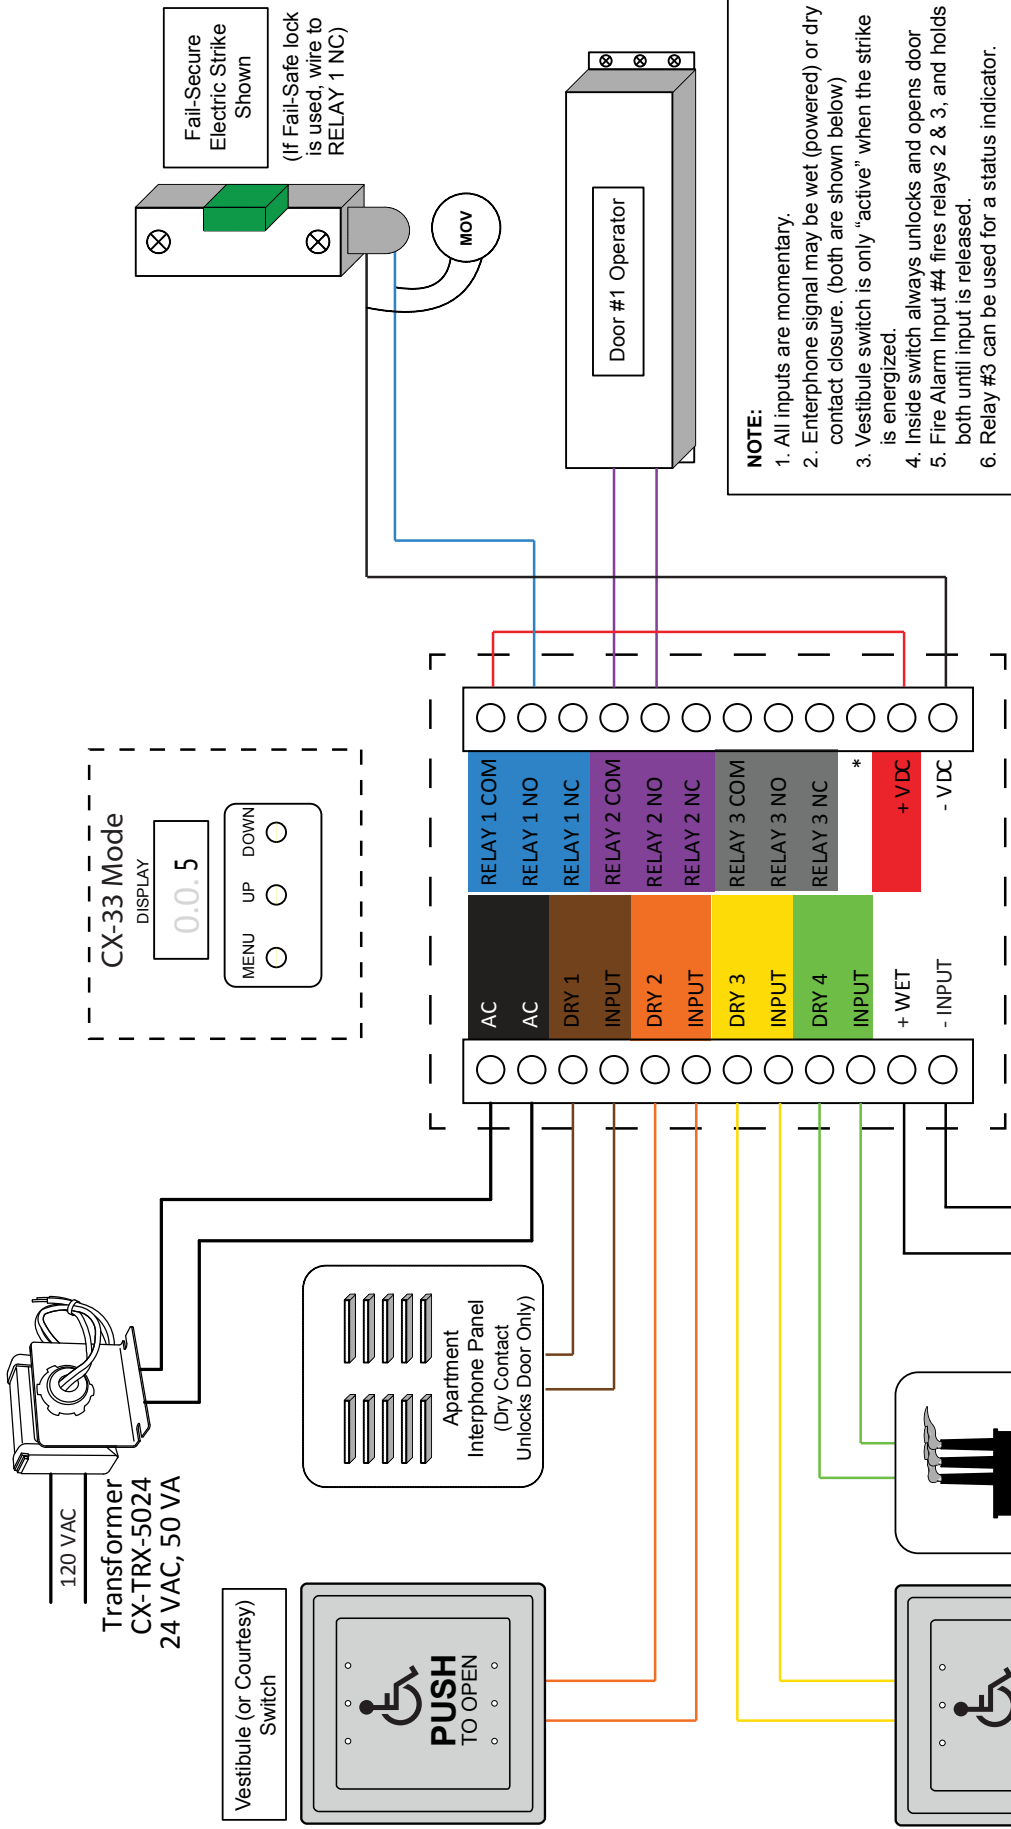 120 VAC
Transformer
CX-TRX-5024
24 VAC, 50 VA
CX-33 Mode
DISPLAY
0.0.5
MENU UP DOWN
Fail-Secure
Electric Strike
Shown
(If Fail-Safe lock
is used, wire to
RELAY 1 NC)
MOV
Vestibule (or Courtesy)
Switch
PUSH
TO OPEN
Apartment
Interphone Panel
(Dry Contact
Unlocks Door Only)
AC
AC
DRY 1
INPUT
DRY 2
INPUT
DRY 3
INPUT
DRY 4
INPUT
+ WET
- INPUT
RELAY 1 COM
RELAY 1 NO
RELAY 1 NC
RELAY 2 COM
RELAY 2 NO
RELAY 2 NC
RELAY 3 COM
RELAY 3 NO
RELAY 3 NC
*
+ VDC
- VDC
Door #1 Operator
NOTE:
1. All inputs are momentary.
2. Enterphone signal may be wet (powered) or dry
contact closure. (both are shown below)
3. Vestibule switch is only "active" when the strike
is energized.
4. Inside switch always unlocks and opens door
5. Fire Alarm Input #4 fires relays 2 & 3, and holds
both until input is released.
6. Relay #3 can be used for a status indicator.